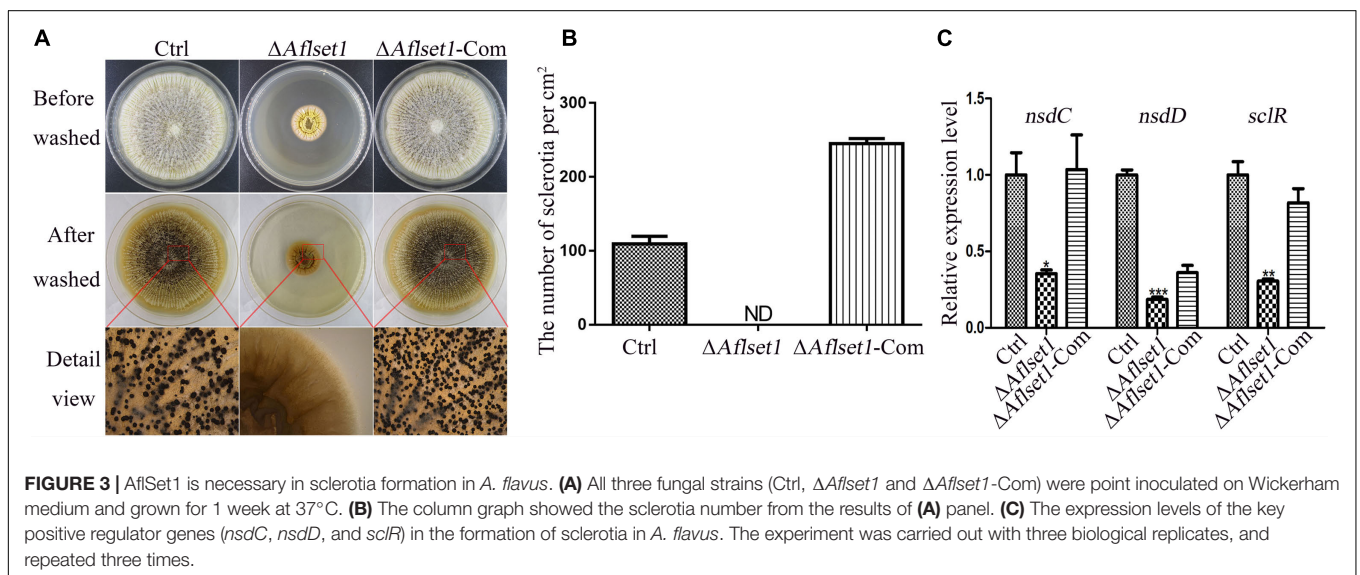 A
Ctrl
ΔAflset1
ΔAflset1-Com
Before
washed
After
washed
Detail
view
B
The number of sclerotia per cm²
300
200
100
0
ND
Ctrl
ΔAflset1
ΔAflset1-Com
C
Relative expression level
1.5
1.0
0.5
0.0
nsdC
nsdD
sclR
*
***
**
Ctrl
ΔAflset1
ΔAflset1-Com
Ctrl
ΔAflset1
ΔAflset1-Com
Ctrl
ΔAflset1
ΔAflset1-Com
FIGURE 3 | AflSet1 is necessary in sclerotia formation in A. flavus. (A) All three fungal strains (Ctrl, ΔAflset1 and ΔAflset1-Com) were point inoculated on Wickerham
medium and grown for 1 week at 37°C. (B) The column graph showed the sclerotia number from the results of (A) panel. (C) The expression levels of the key
positive regulator genes (nsdC, nsdD, and sclR) in the formation of sclerotia in A. flavus. The experiment was carried out with three biological replicates, and
repeated three times.